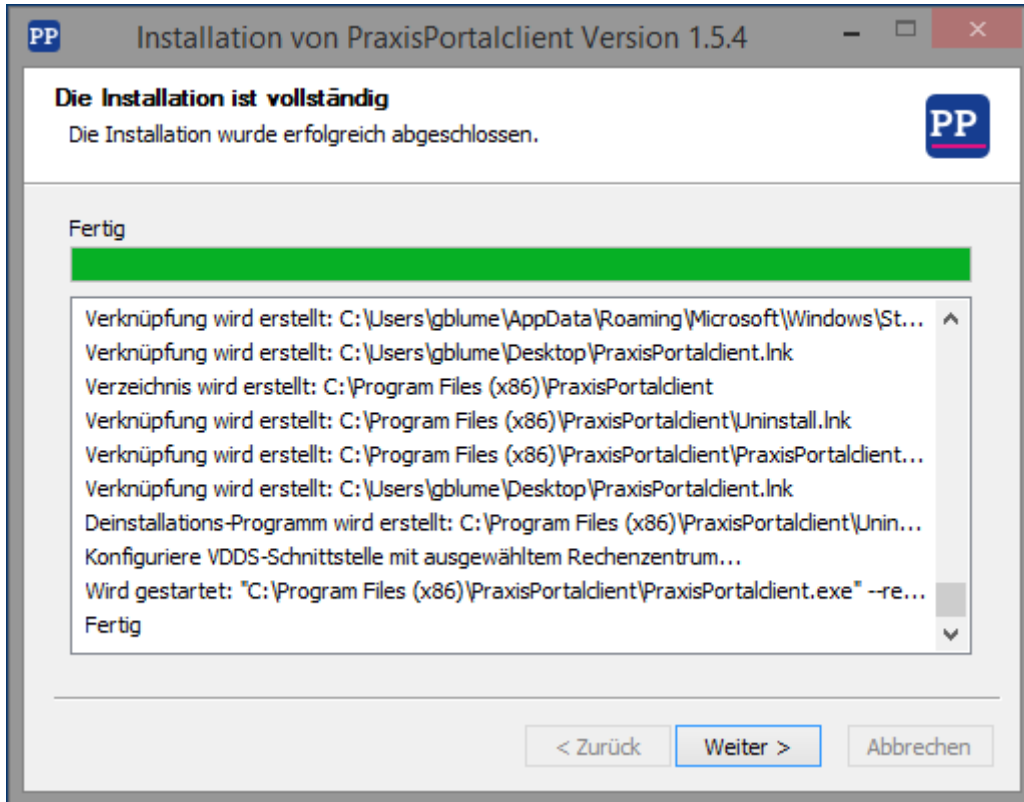 PP Installation von PraxisPortalclient Version 1.5.4
Die Installation ist vollständig
Die Installation wurde erfolgreich abgeschlossen.
PP
Fertig
Verknüpfung wird erstellt: C:\Users\gblume\AppData\Roaming\Microsoft\Windows\St...
Verknüpfung wird erstellt: C:\Users\gblume\Desktop\PraxisPortalclient.lnk
Verzeichnis wird erstellt: C:\Program Files (x86)\PraxisPortalclient
Verknüpfung wird erstellt: C:\Program Files (x86)\PraxisPortalclient\Uninstall.lnk
Verknüpfung wird erstellt: C:\Program Files (x86)\PraxisPortalclient\PraxisPortalclient...
Verknüpfung wird erstellt: C:\Users\gblume\Desktop\PraxisPortalclient.lnk
Deinstallations-Programm wird erstellt: C:\Program Files (x86)\PraxisPortalclient\Unin...
Konfiguriere VDDS-Schnittstelle mit ausgewähltem Rechenzentrum...
Wird gestartet: "C:\Program Files (x86)\PraxisPortalclient\PraxisPortalclient.exe" --re...
Fertig
< Zurück Weiter > Abbrechen